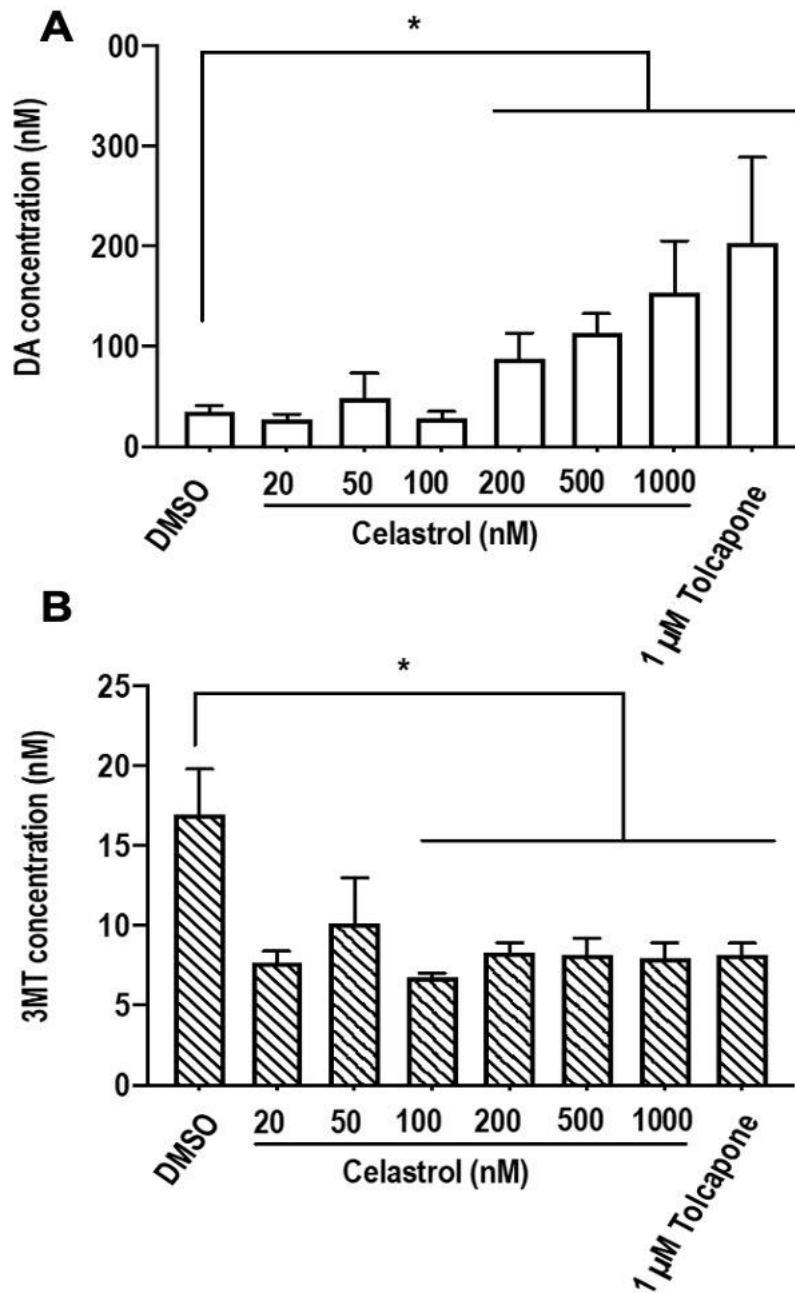 A
*
00
300
200
100
0
DA concentration (nM)
DMSO
20 50 100 200 500 1000
Celastrol (nM)
1 µM Tolcapone
B
*
25
20
15
10
5
0
3MT concentration (nM)
DMSO
20 50 100 200 500 1000
Celastrol (nM)
1 µM Tolcapone